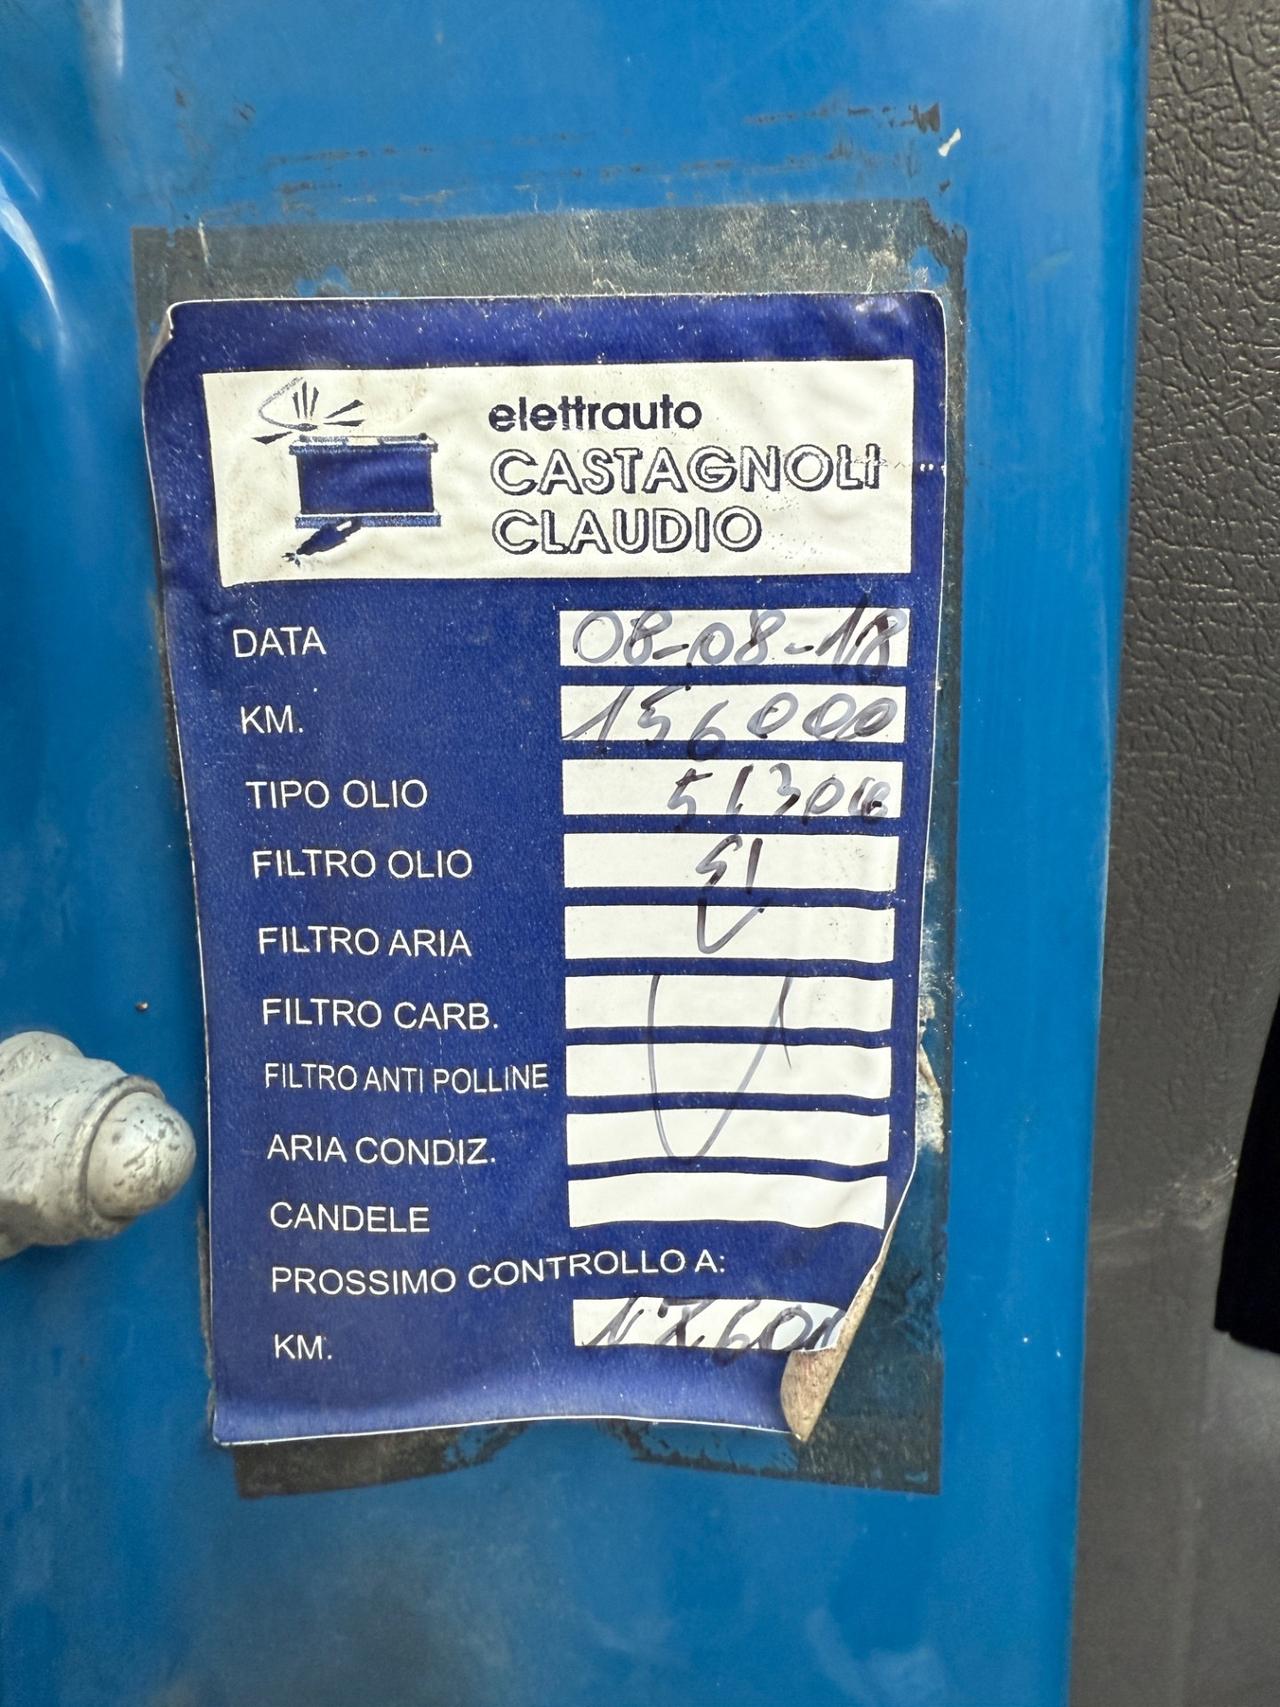 elettrauto
CASTAGNOLI
CLAUDIO
DATA 08-08-18
KM. 156000
TIPO OLIO
FILTRO OLIO SI
FILTRO ARIA
FILTRO CARB.
FILTRO ANTI POLLINE
ARIA CONDIZ.
CANDELE
PROSSIMO CONTROLLO A:
KM.